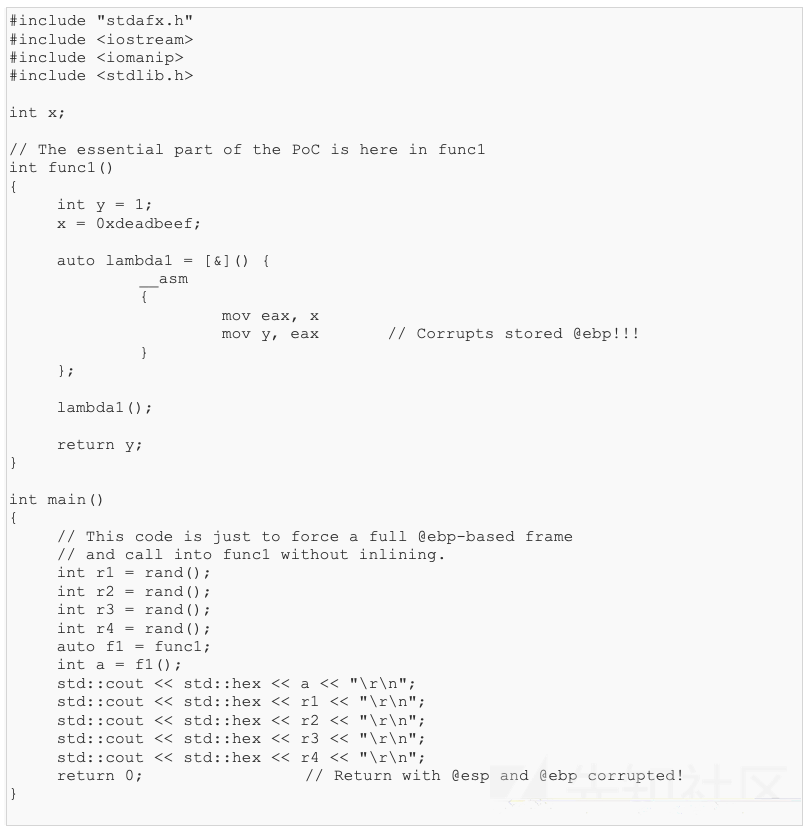 #include "stdafx.h"
#include <iostream>
#include <iomanip>
#include <stdlib.h>

int x;

// The essential part of the PoC is here in func1
int func1()
{
     int y = 1;
     x = 0xdeadbeef;

     auto lambda1 = [&]() {
              __asm
              {
                       mov eax, x
                       mov y, eax       // Corrupts stored @ebp!!!
              }
     };

     lambda1();

     return y;
}

int main()
{
     // This code is just to force a full @ebp-based frame
     // and call into func1 without inlining.
     int r1 = rand();
     int r2 = rand();
     int r3 = rand();
     int r4 = rand();
     auto f1 = func1;
     int a = f1();
     std::cout << std::hex << a << "\r\n";
     std::cout << std::hex << r1 << "\r\n";
     std::cout << std::hex << r2 << "\r\n";
     std::cout << std::hex << r3 << "\r\n";
     std::cout << std::hex << r4 << "\r\n";
     return 0;                 // Return with @esp and @ebp corrupted!
}
先知社区